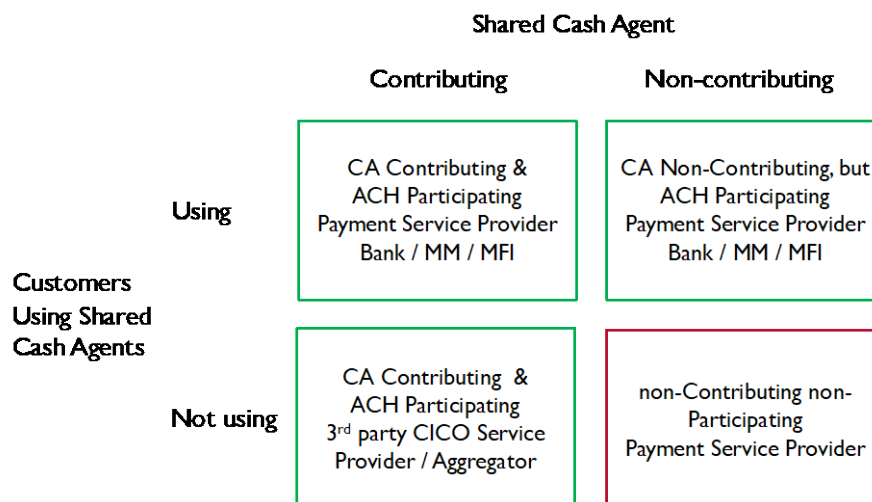 Shared Cash Agent
Contributing
Non-contributing
Using
CA Contributing &
ACH Participating
Payment Service Provider
Bank / MM / MFI
CA Non-Contributing, but
ACH Participating
Payment Service Provider
Bank / MM / MFI
Customers
Using Shared
Cash Agents
Not using
CA Contributing &
ACH Participating
3rd party CICO Service
Provider / Aggregator
non-Contributing non-
Participating
Payment Service Provider